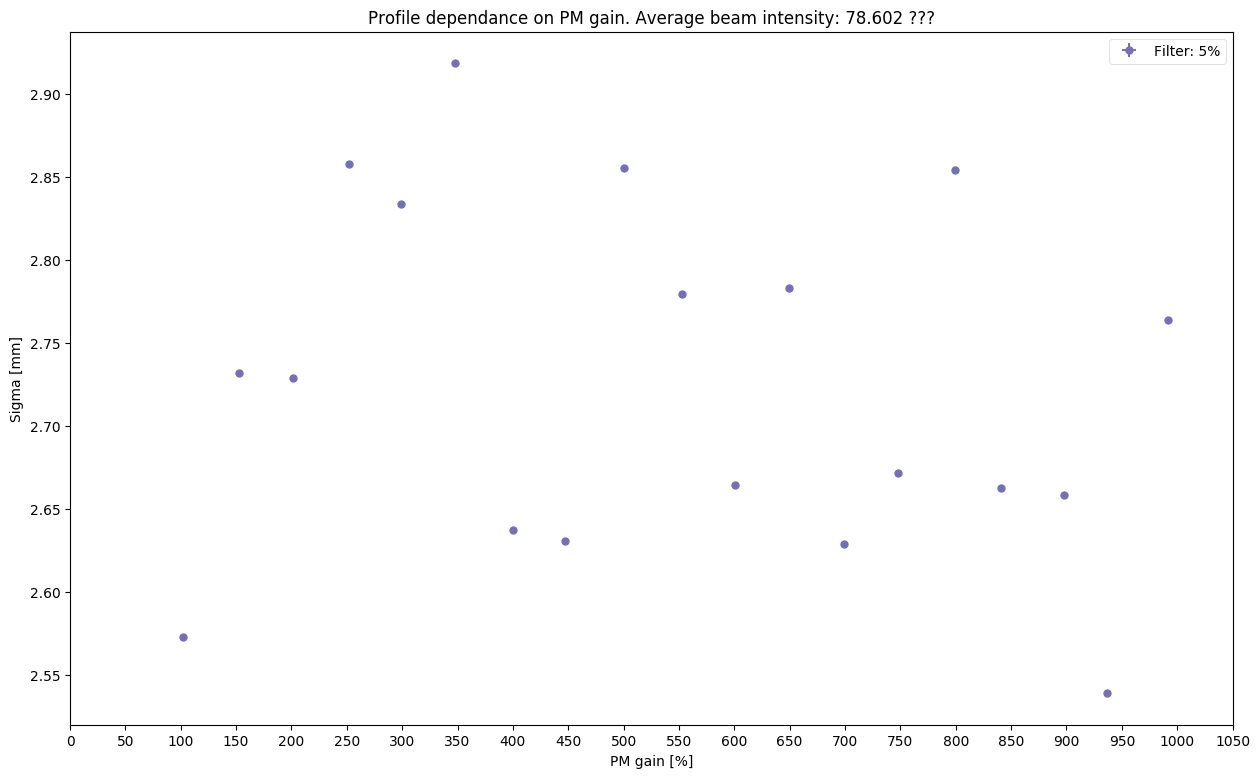 Profile dependance on PM gain. Average beam intensity: 78.602 ???
Filter: 5%
2.90
2.85
2.80
2.75
2.70
2.65
2.60
2.55
Sigma [mm]
0 50 100 150 200 250 300 350 400 450 500 550 600 650 700 750 800 850 900 950 1000 1050
PM gain [%]